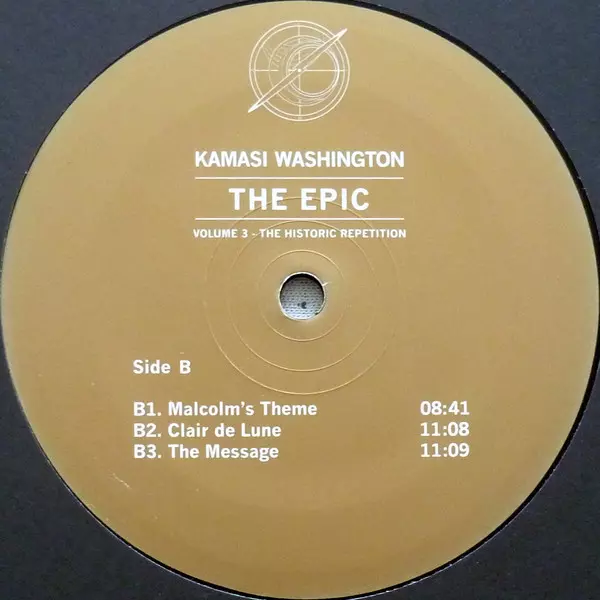 KAMASI WASHINGTON
THE EPIC
VOLUME 3 - THE HISTORIC REPETITION
Side B
B1. Malcolm's Theme 08:41
B2. Clair de Lune 11:08
B3. The Message 11:09